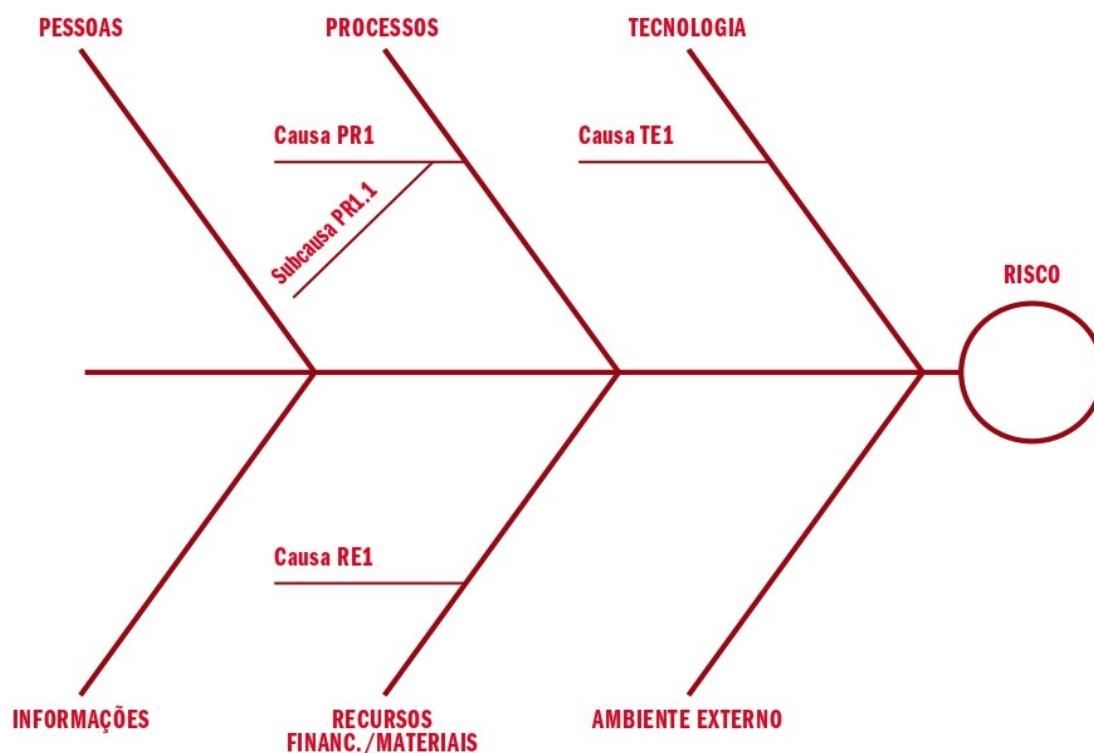 PESSOAS
PROCESSOS
TECNOLOGIA
Causa PR1
Causa TE1
Subcausa PR1.1
RISCO
Causa RE1
INFORMAÇÕES
RECURSOS
FINANC./MATERIAIS
AMBIENTE EXTERNO